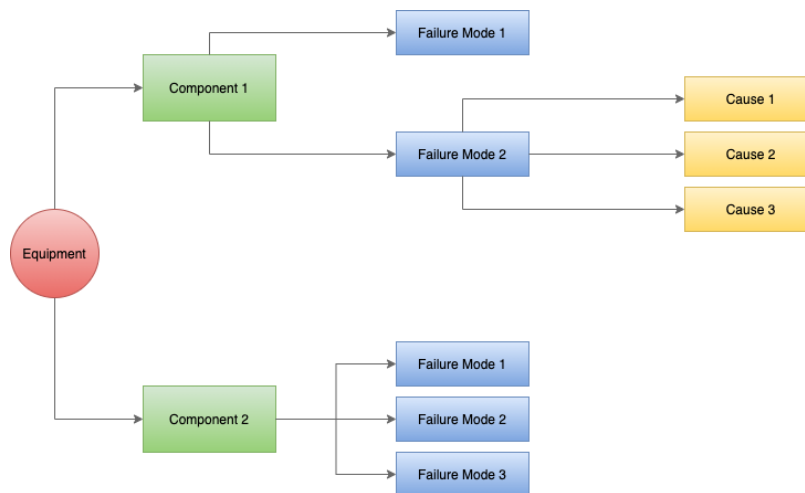 Failure Mode 1
Component 1
Cause 1
Failure Mode 2
Cause 2
Cause 3
Equipment
Failure Mode 1
Component 2
Failure Mode 2
Failure Mode 3